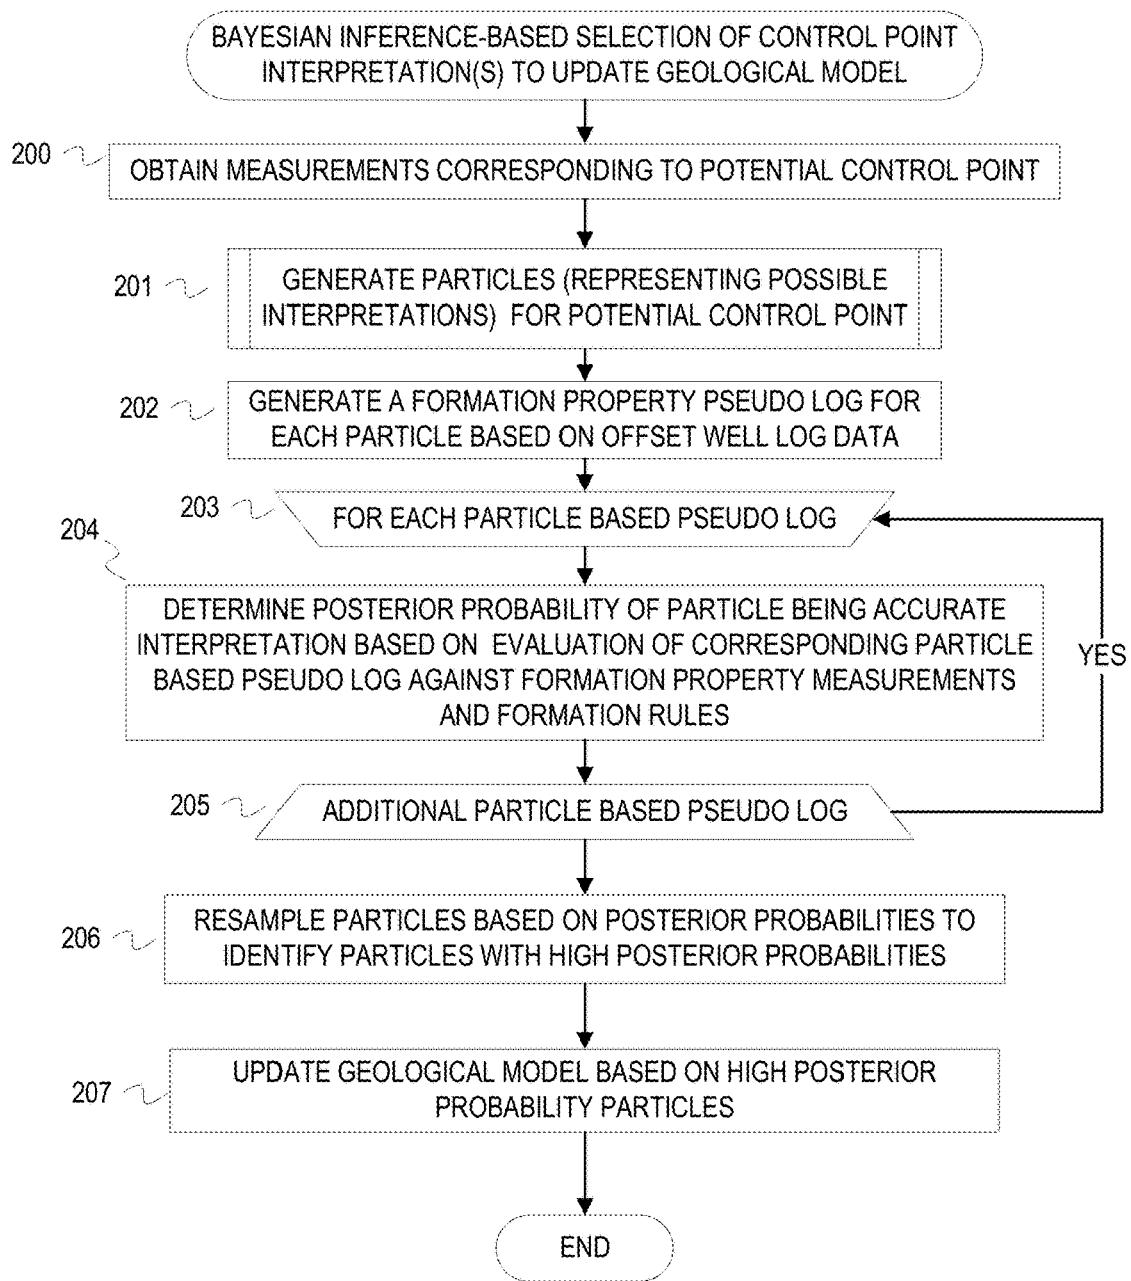 BAYESIAN INFERENCE-BASED SELECTION OF CONTROL POINT
INTERPRETATION(S) TO UPDATE GEOLOGICAL MODEL
200
OBTAIN MEASUREMENTS CORRESPONDING TO POTENTIAL CONTROL POINT
201
GENERATE PARTICLES (REPRESENTING POSSIBLE
INTERPRETATIONS) FOR POTENTIAL CONTROL POINT
202
GENERATE A FORMATION PROPERTY PSEUDO LOG FOR
EACH PARTICLE BASED ON OFFSET WELL LOG DATA
203
FOR EACH PARTICLE BASED PSEUDO LOG
204
DETERMINE POSTERIOR PROBABILITY OF PARTICLE BEING ACCURATE
INTERPRETATION BASED ON EVALUATION OF CORRESPONDING PARTICLE
BASED PSEUDO LOG AGAINST FORMATION PROPERTY MEASUREMENTS
AND FORMATION RULES
YES
205
ADDITIONAL PARTICLE BASED PSEUDO LOG
206
RESAMPLE PARTICLES BASED ON POSTERIOR PROBABILITIES TO
IDENTIFY PARTICLES WITH HIGH POSTERIOR PROBABILITIES
207
UPDATE GEOLOGICAL MODEL BASED ON HIGH POSTERIOR
PROBABILITY PARTICLES
END